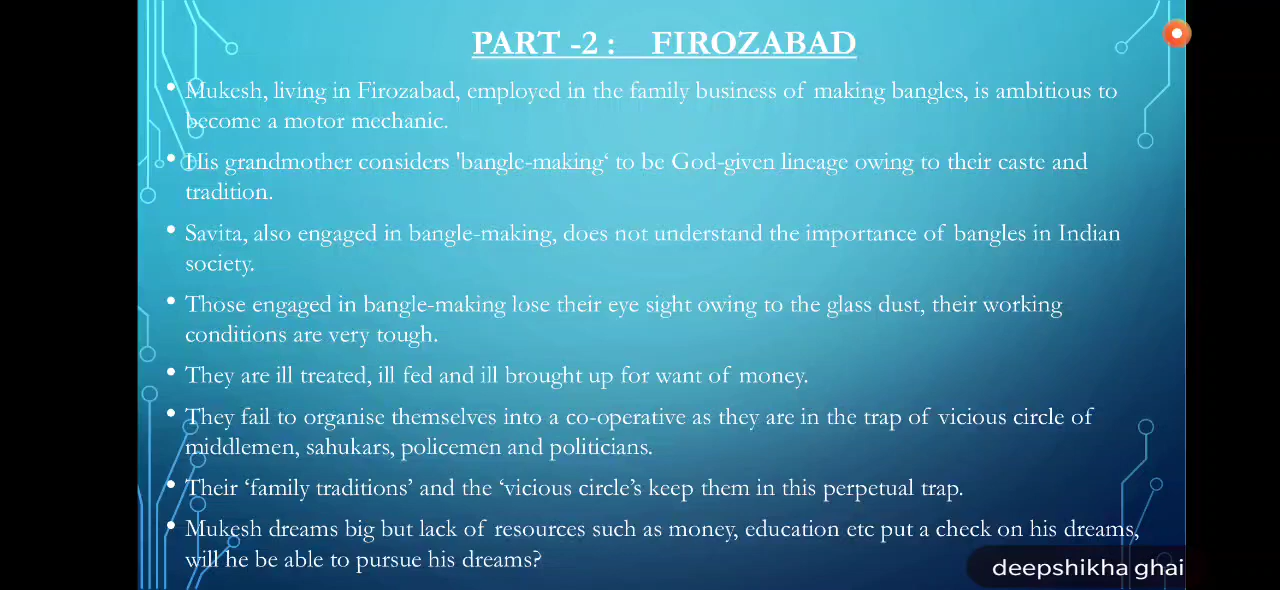 PART -2 : FIROZABAD
• Mukesh, living in Firozabad, employed in the family business of making bangles, is ambitious to
become a motor mechanic.
• His grandmother considers 'bangle-making‘ to be God-given lineage owing to their caste and
tradition.
• Savita, also engaged in bangle-making, does not understand the importance of bangles in Indian
society.
• Those engaged in bangle-making lose their eye sight owing to the glass dust, their working
conditions are very tough.
• They are ill treated, ill fed and ill brought up for want of money.
• They fail to organise themselves into a co-operative as they are in the trap of vicious circle of
middlemen, sahukars, policemen and politicians.
• Their ‘family traditions’ and the ‘vicious circle’s keep them in this perpetual trap.
• Mukesh dreams big but lack of resources such as money, education etc put a check on his dreams,
will he be able to pursue his dreams?
deepshikha ghai